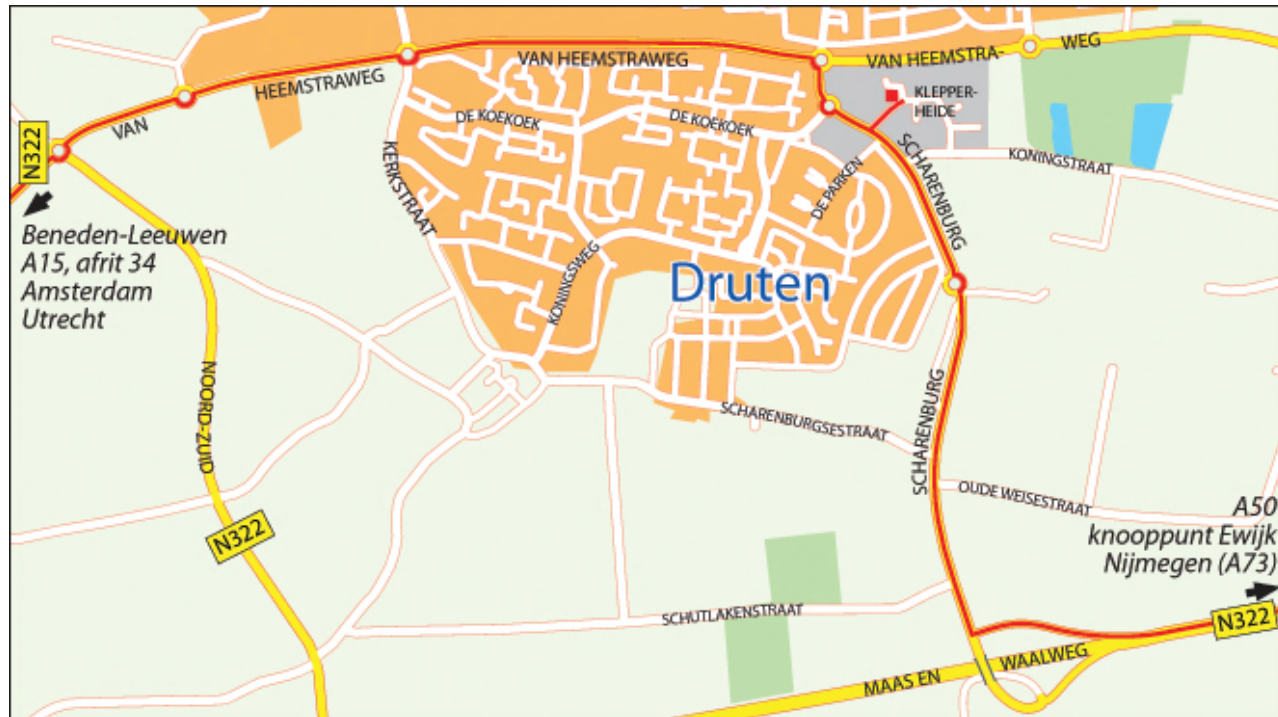 VAN HEEMSTRAWEG
VAN HEEMSTRA-
WEG
VAN
HEEMSTRAWEG
KLEPPER-
HEIDE
DE KOEKOEK
DE KOEKOEK
N322
KERKSTRAAT
DE PARKEN
SCHARENBURG
KONINGSTRAAT
Beneden-Leeuwen
A15, afrit 34
Amsterdam
Utrecht
KONINGSWEG
Druten
NOORD-ZUID
SCHARENBURGSESTRAAT
SCHARENBURG
OUDE WEISESTRAAT
N322
A50
knooppunt Ewijk
Nijmegen (A73)
SCHUTLAKENSTRAAT
N322
MAAS EN
WAALWEG